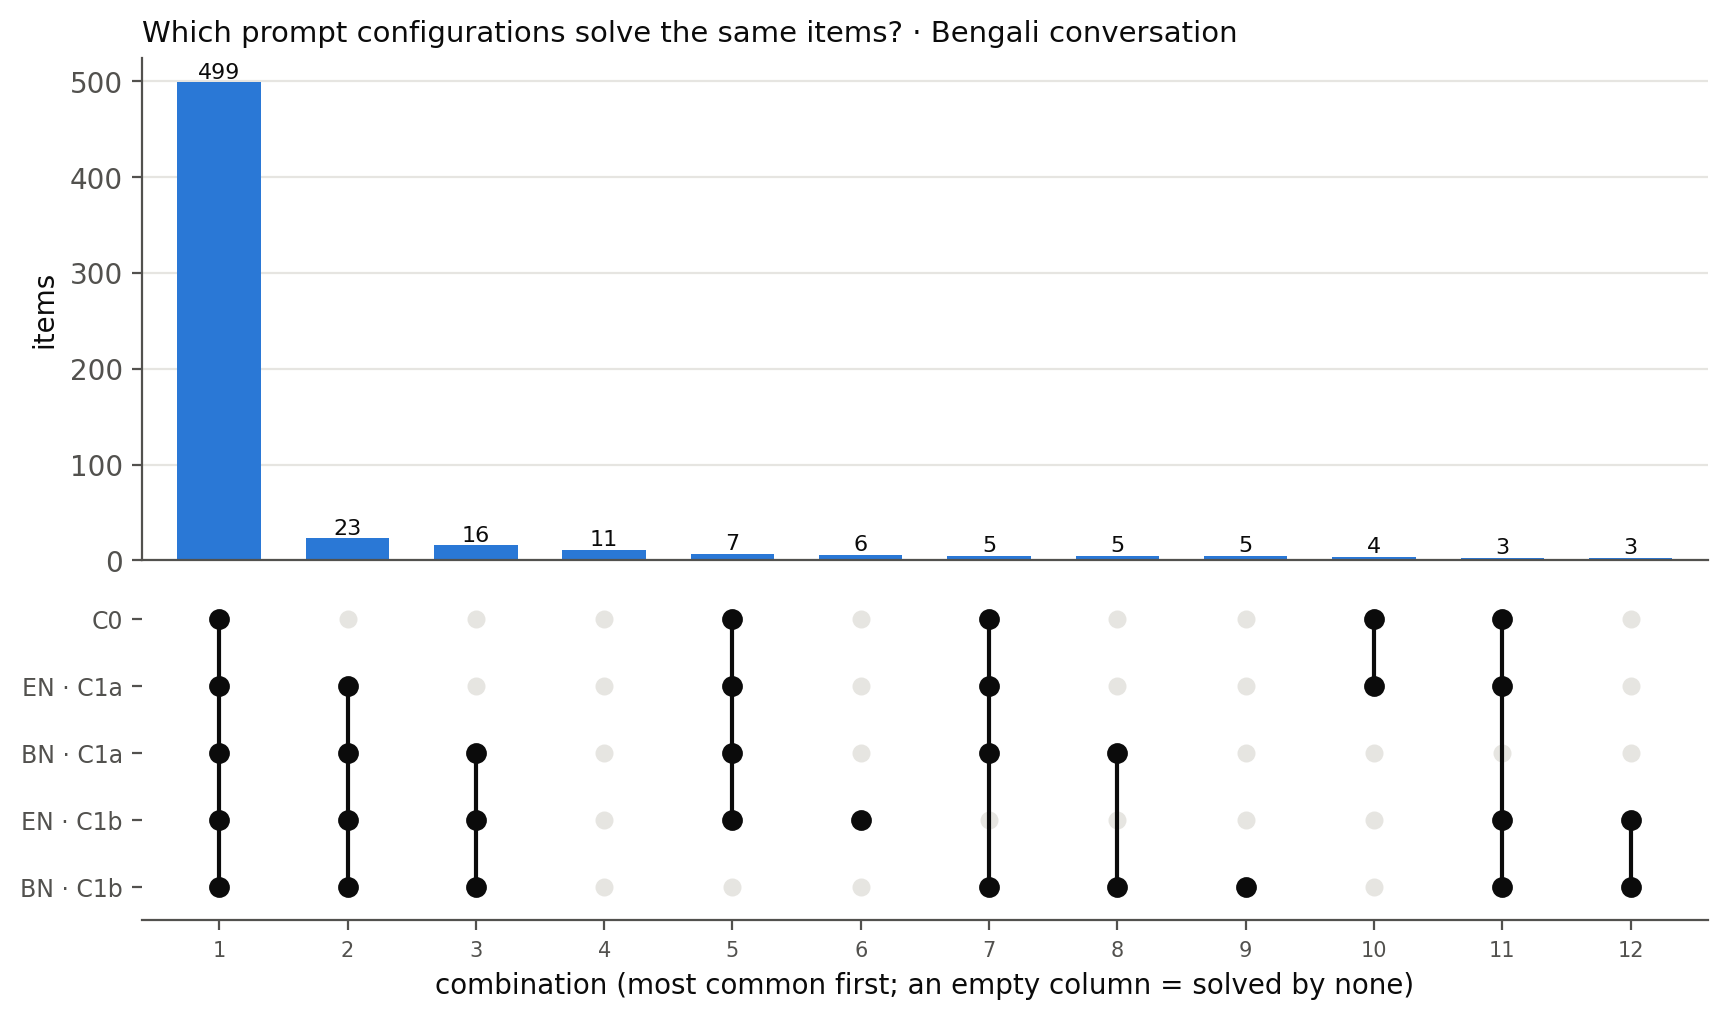 Which prompt configurations solve the same items? · Bengali conversation
items
500
400
300
200
100
0
499
23
16
11
7
6
5
5
5
4
3
3
C0
EN · C1a
BN · C1a
EN · C1b
BN · C1b
1 2 3 4 5 6 7 8 9 10 11 12
combination (most common first; an empty column = solved by none)